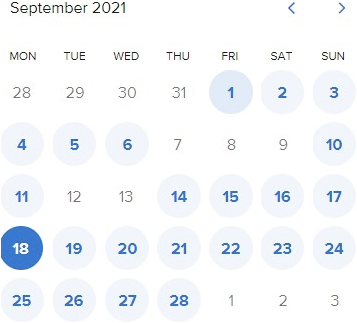 September 2021
MON TUE WED THU FRI SAT SUN
28 29 30 31 1 2 3
4 5 6 7 8 9 10
11 12 13 14 15 16 17
18 19 20 21 22 23 24
25 26 27 28 1 2 3